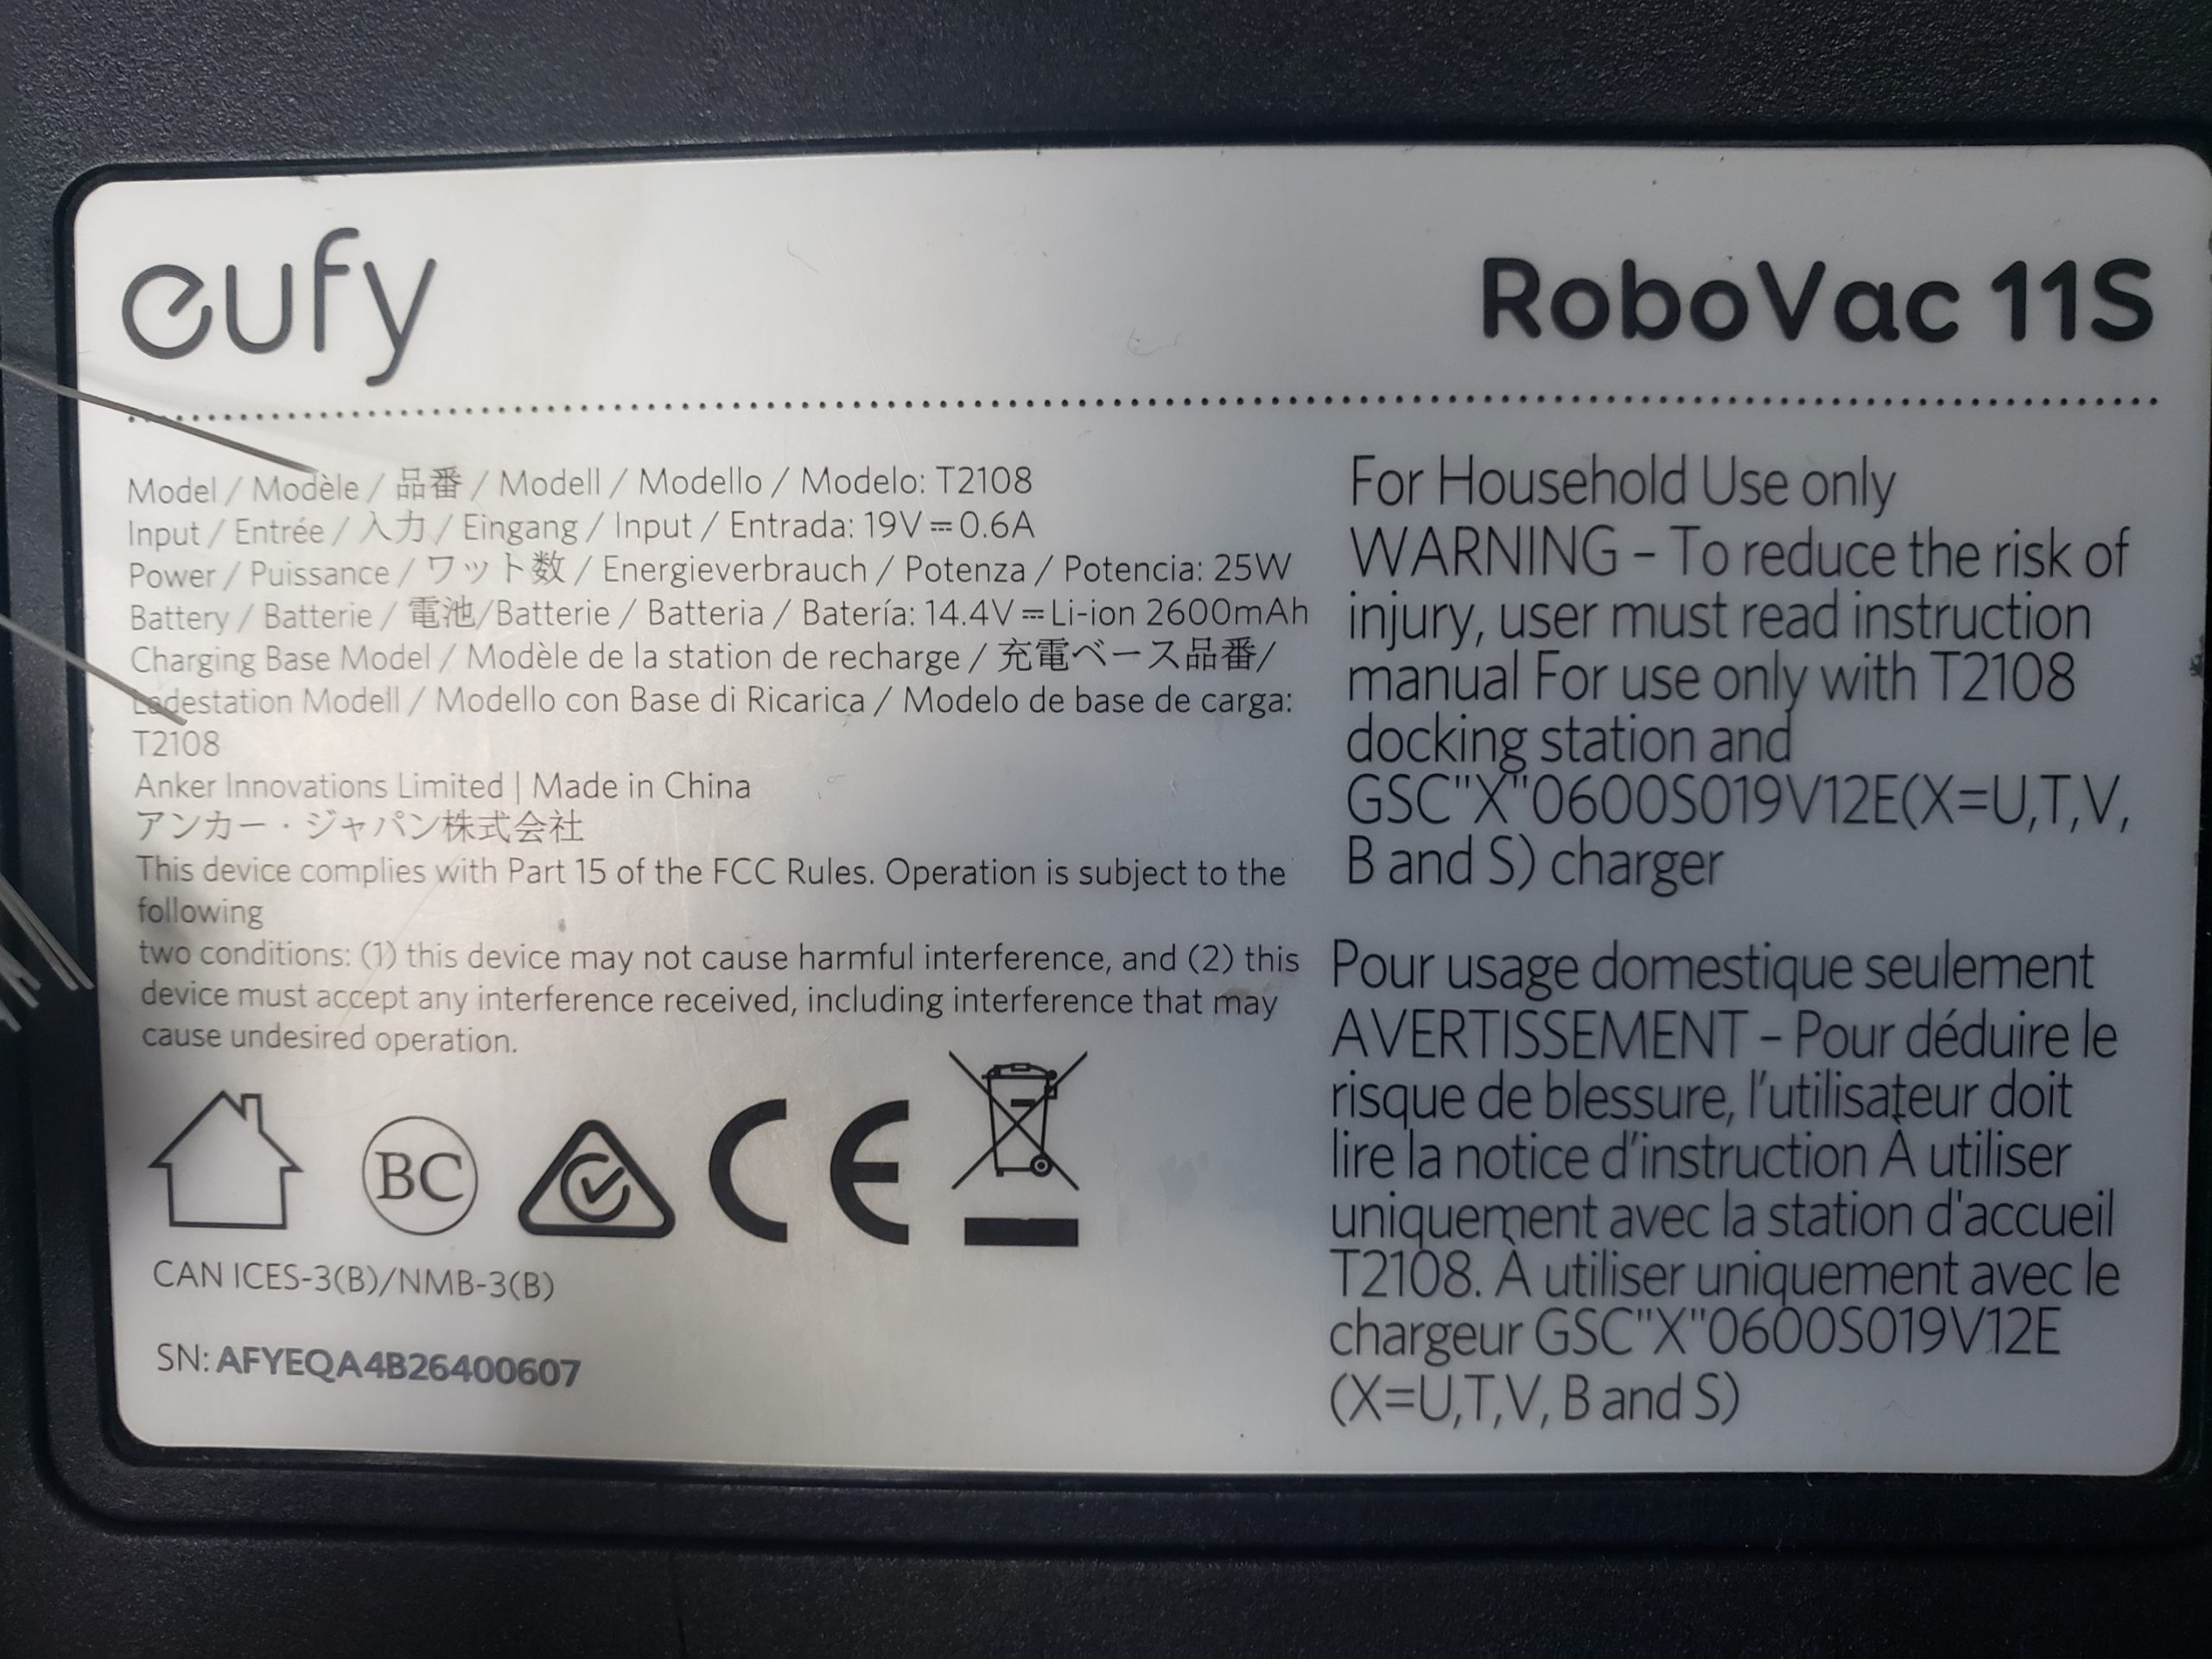 eufy
RoboVac 11S
Model / Modèle / 品番 / Modell / Modello / Modelo: T2108
Input / Entrée / 入力 / Eingang / Input / Entrada: 19V⎓0.6A
Power / Puissance / ワット数 / Energieverbrauch / Potenza / Potencia: 25W
Battery / Batterie / 電池/Batterie / Batteria / Batería: 14.4V⎓Li-ion 2600mAh
Charging Base Model / Modèle de la station de recharge / 充電ベース品番/
Ladestation Modell / Modello con Base di Ricarica / Modelo de base de carga:
T2108
Anker Innovations Limited | Made in China
アンカー・ジャパン株式会社
This device complies with Part 15 of the FCC Rules. Operation is subject to the
following
two conditions: (1) this device may not cause harmful interference, and (2) this
device must accept any interference received, including interference that may
cause undesired operation.
BC
CE
CAN ICES-3(B)/NMB-3(B)
SN: AFYEQA4B26400607
For Household Use only
WARNING – To reduce the risk of
injury, user must read instruction
manual For use only with T2108
docking station and
GSC"X"0600S019V12E(X=U,T,V,
B and S) charger
Pour usage domestique seulement
AVERTISSEMENT – Pour déduire le
risque de blessure, l'utilisateur doit
lire la notice d'instruction À utiliser
uniquement avec la station d'accueil
T2108. À utiliser uniquement avec le
chargeur GSC"X"0600S019V12E
(X=U,T,V, B and S)